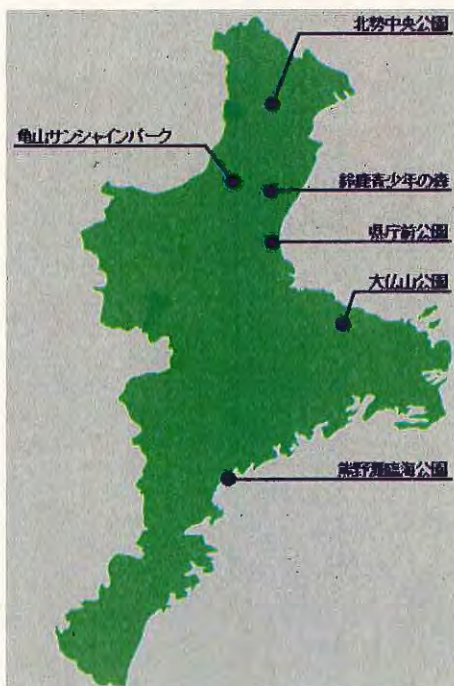 北勢中央公園
亀山サンシャインパーク
鈴鹿青少年の森
県庁前公園
大仏山公園
熊野灘臨海公園